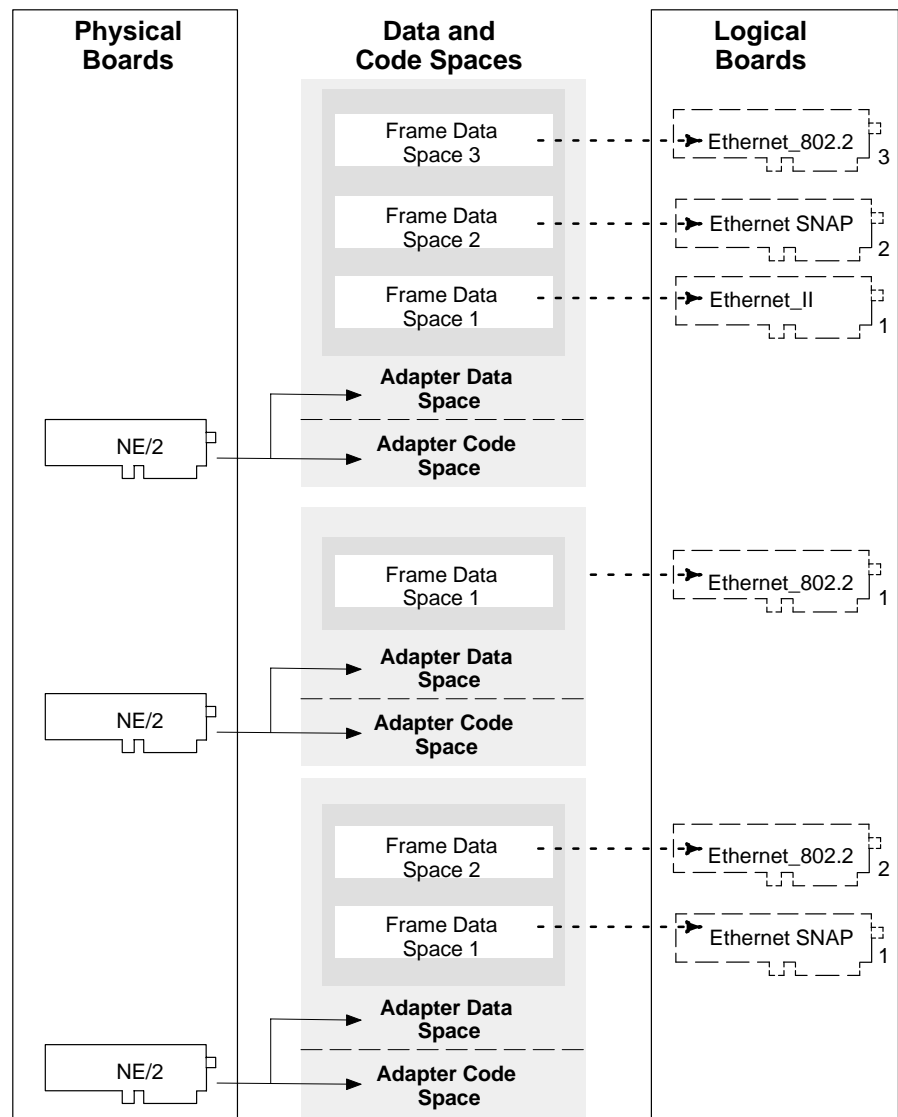 Physical
Boards
Data and
Code Spaces
Logical
Boards
Frame Data
Space 3
Ethernet_802.2
3
Frame Data
Space 2
Ethernet SNAP
2
Frame Data
Space 1
Ethernet_II
1
Adapter Data
Space
NE/2
Adapter Code
Space
Frame Data
Space 1
Ethernet_802.2
1
Adapter Data
Space
NE/2
Adapter Code
Space
Frame Data
Space 2
Ethernet_802.2
2
Frame Data
Space 1
Ethernet SNAP
1
Adapter Data
Space
NE/2
Adapter Code
Space